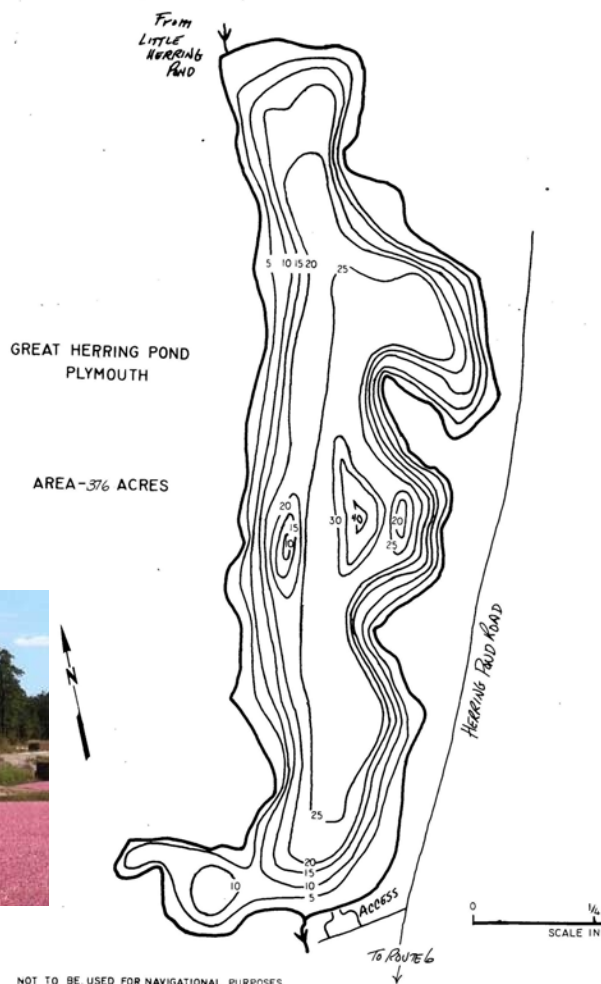 From
LITTLE
HERRING
POND
5 10 15 20
25
GREAT HERRING POND
PLYMOUTH
AREA-376 ACRES
20
15
10
30
40
20
25
N
HERRING POND ROAD
25
20
15
10
5
10
ACCESS
0 1/4
SCALE IN
TO ROUTE 6
NOT TO BE USED FOR NAVIGATIONAL PURPOSES